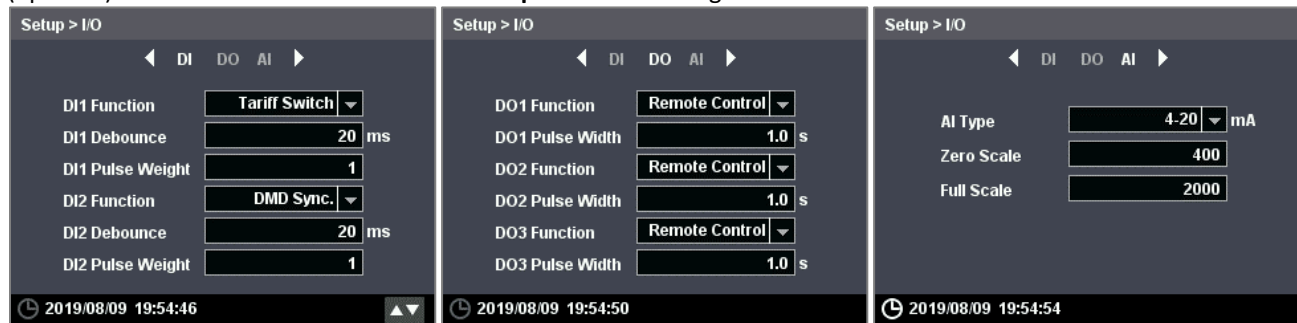 Setup > I/O
DI DO AI
DI1 Function Tariff Switch
DI1 Debounce 20 ms
DI1 Pulse Weight 1
DI2 Function DMD Sync.
DI2 Debounce 20 ms
DI2 Pulse Weight 1
2019/08/09 19:54:46
Setup > I/O
DI DO AI
DO1 Function Remote Control
DO1 Pulse Width 1.0 s
DO2 Function Remote Control
DO2 Pulse Width 1.0 s
DO3 Function Remote Control
DO3 Pulse Width 1.0 s
2019/08/09 19:54:50
Setup > I/O
DI DO AI
AI Type 4-20 mA
Zero Scale 400
Full Scale 2000
2019/08/09 19:54:54